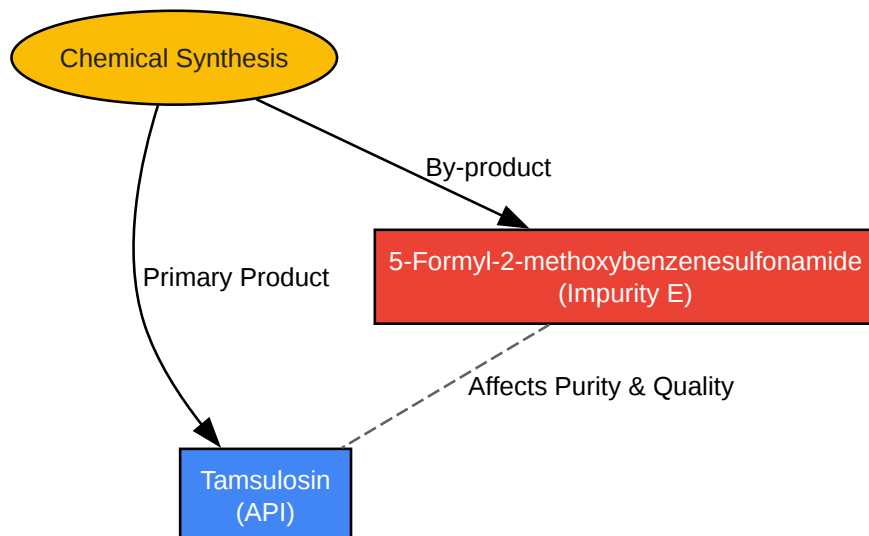 Chemical Synthesis
By-product
5-Formyl-2-methoxybenzenesulfonamide
(Impurity E)
Primary Product
Affects Purity & Quality
Tamsulosin
(API)